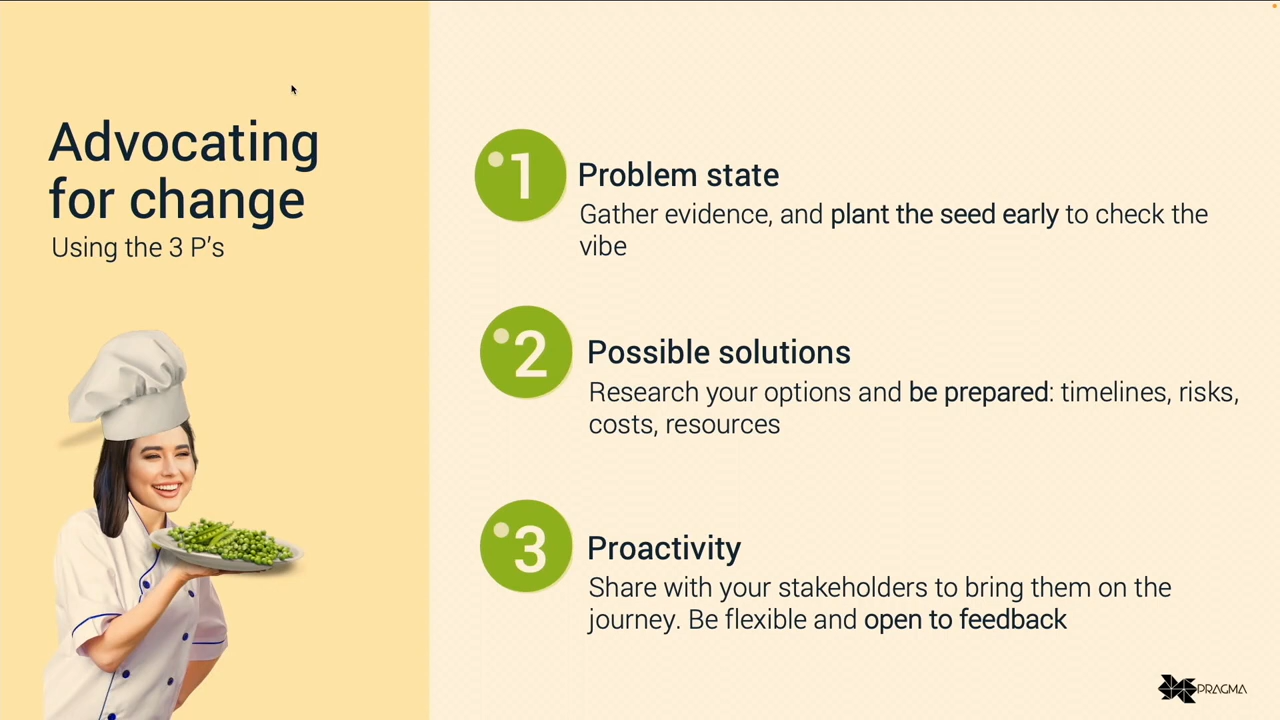 Advocating
for change
Using the 3 P's
1
Problem state
Gather evidence, and plant the seed early to check the
vibe
2
Possible solutions
Research your options and be prepared: timelines, risks,
costs, resources
3
Proactivity
Share with your stakeholders to bring them on the
journey. Be flexible and open to feedback
PRAGMA